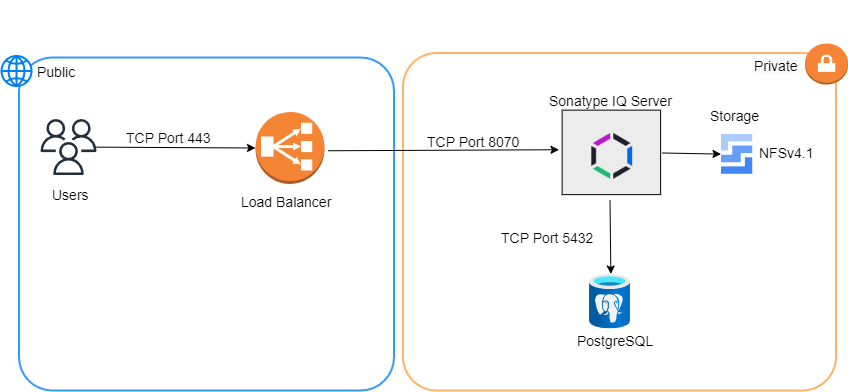 Public
Private
Sonatype IQ Server
Storage
TCP Port 443
TCP Port 8070
NFSv4.1
Users
Load Balancer
TCP Port 5432
PostgreSQL